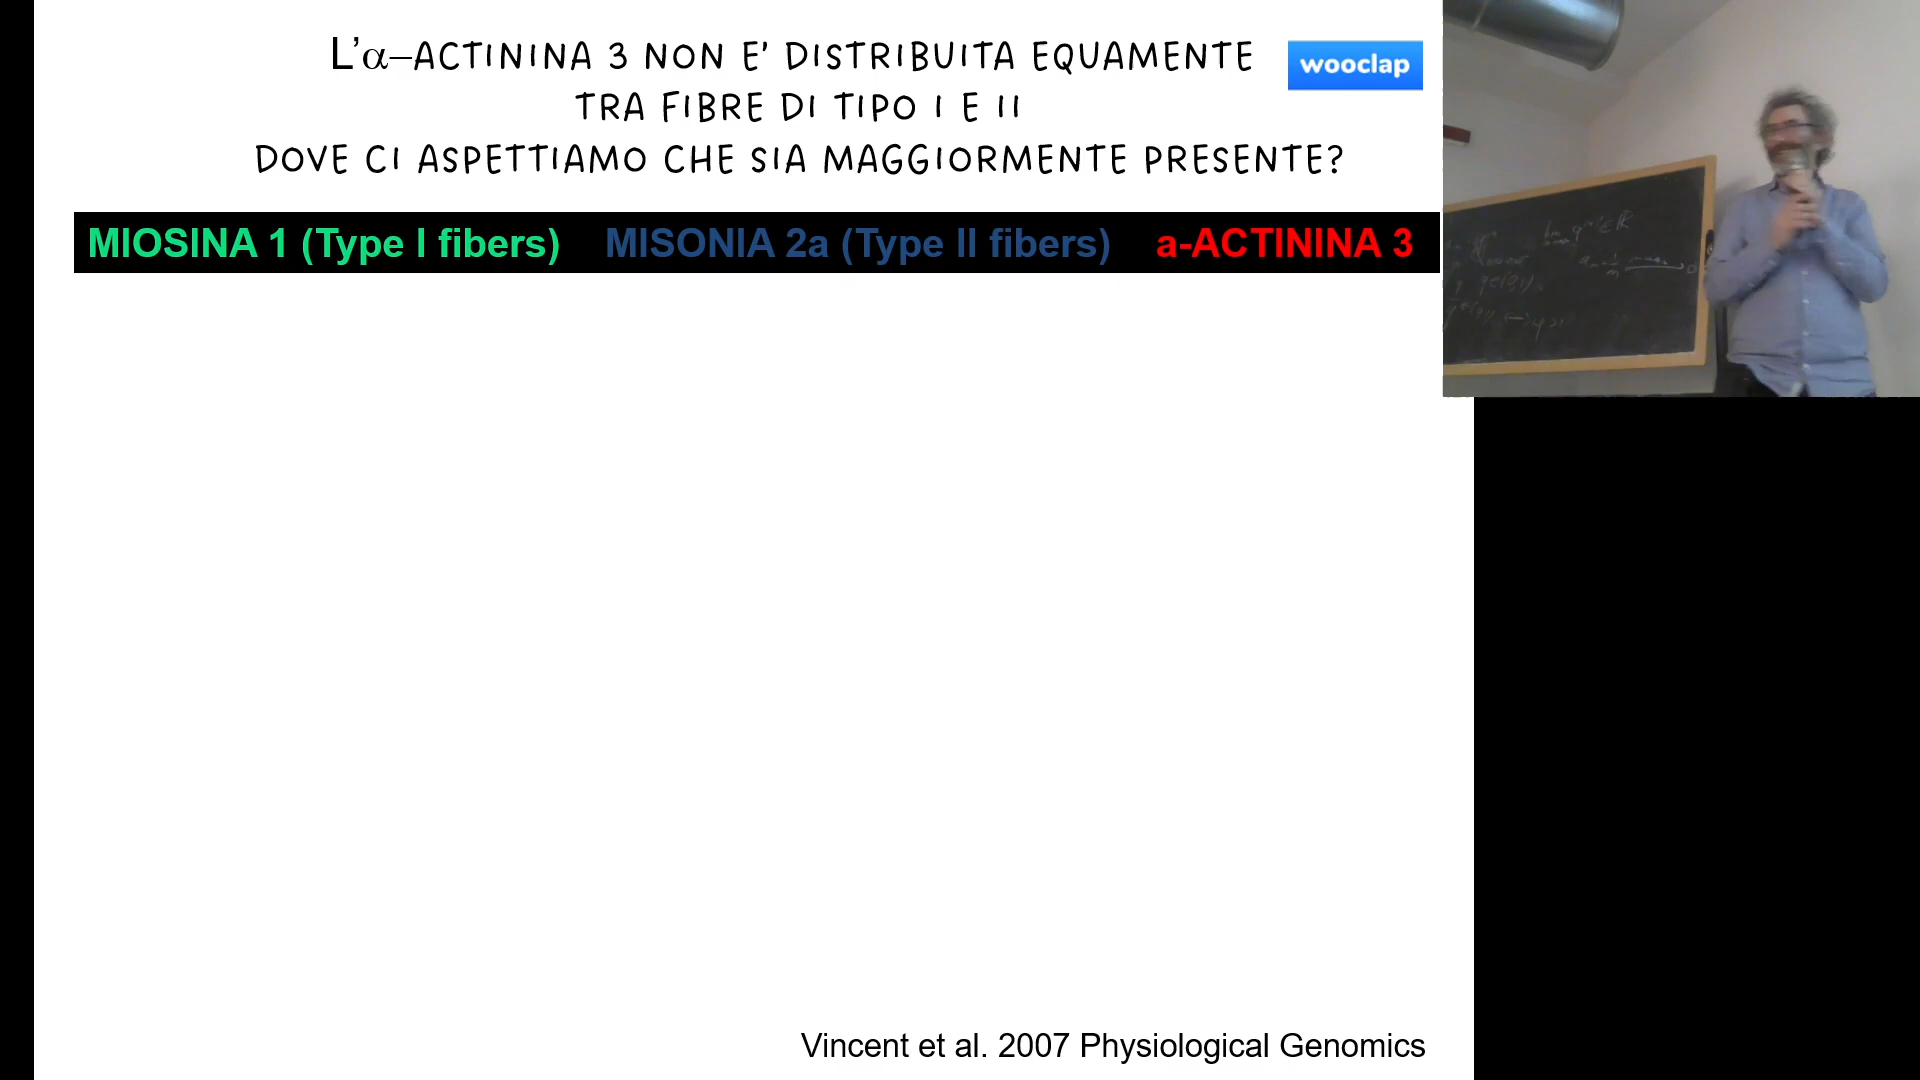 L'α–ACTININA 3 NON E' DISTRIBUITA EQUAMENTE
TRA FIBRE DI TIPO I E II
DOVE CI ASPETTIAMO CHE SIA MAGGIORMENTE PRESENTE?
wooclap
MIOSINA 1 (Type I fibers) MISONIA 2a (Type II fibers) a-ACTININA 3
Vincent et al. 2007 Physiological Genomics